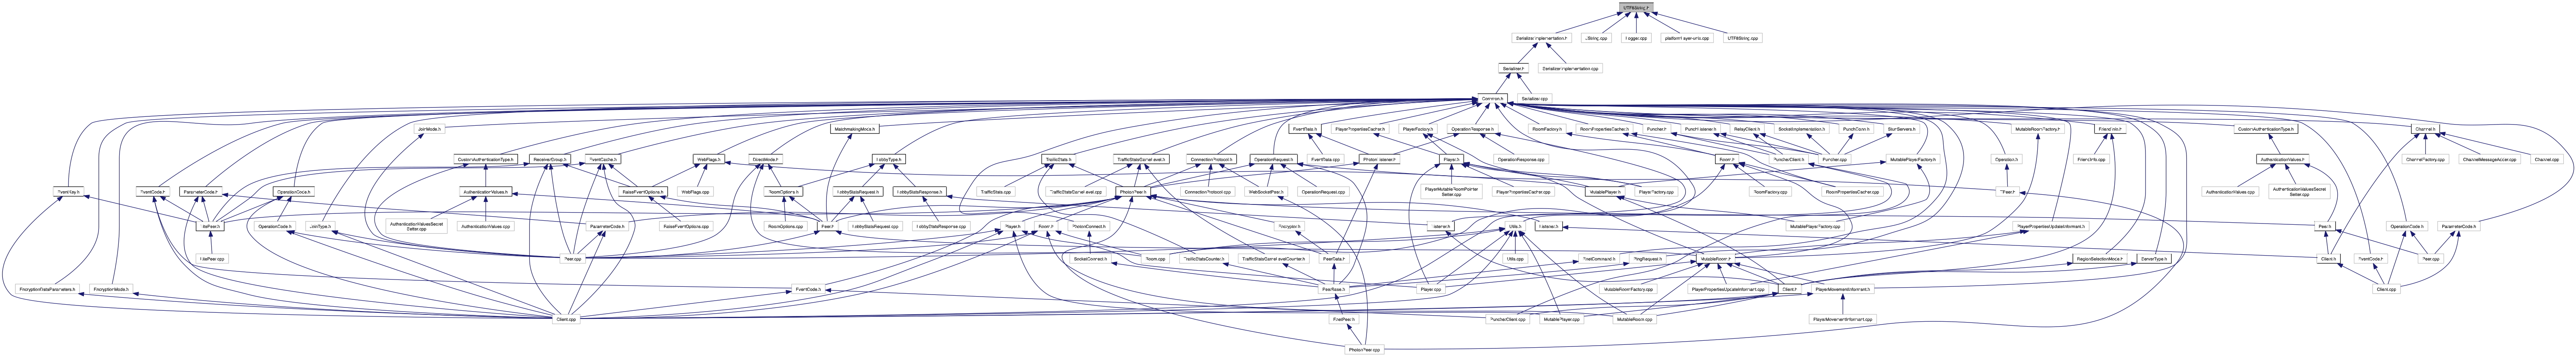 UTF8String.h
SerializerImplementation.h
JString.cpp
Logger.cpp
platformLayer-unix.cpp
UTF8String.cpp
Serializer.h
SerializerImplementation.cpp
Common.h
Serializer.cpp
JoinMode.h
MatchmakingMode.h
EventData.h
PlayerPropertiesCacher.h
PlayerFactory.h
OperationResponse.h
RoomFactory.h
RoomPropertiesCacher.h
Puncher.h
PunchListener.h
RelayClient.h
SocketImplementation.h
PunchConn.h
StunServers.h
MutableRoomFactory.h
FriendInfo.h
CustomAuthenticationType.h
Channel.h
CustomAuthenticationType.h
ReceiverGroup.h
EventCache.h
WebFlags.h
DirectMode.h
LobbyType.h
TrafficStats.h
TrafficStatsGameLevel.h
ConnectionProtocol.h
OperationRequest.h
EventData.cpp
PhotonListener.h
Player.h
OperationResponse.cpp
Room.h
PuncherClient.h
Puncher.cpp
MutablePlayerFactory.h
Operation.h
FriendInfo.cpp
AuthenticationValues.h
ChannelFactory.cpp
ChannelMessagesAdder.cpp
Channel.cpp
EventKey.h
EventCode.h
ParameterCode.h
OperationCode.h
AuthenticationValues.h
RaiseEventOptions.h
WebFlags.cpp
RoomOptions.h
LobbyStatsRequest.h
LobbyStatsResponse.h
TrafficStats.cpp
TrafficStatsGameLevel.cpp
PhotonPeer.h
ConnectionProtocol.cpp
WebSocketPeer.h
OperationRequest.cpp
PlayerMutableRoomPointer
Setter.cpp
PlayerPropertiesCacher.cpp
MutablePlayer.h
PlayerFactory.cpp
RoomFactory.cpp
RoomPropertiesCacher.cpp
AuthenticationValues.cpp
AuthenticationValuesSecret
Setter.cpp
LitePeer.h
OperationCode.h
JoinType.h
AuthenticationValuesSecret
Setter.cpp
AuthenticationValues.cpp
ParameterCode.h
RaiseEventOptions.cpp
RoomOptions.cpp
Peer.h
LobbyStatsRequest.cpp
LobbyStatsResponse.cpp
Player.h
Room.h
Listener.h
Utils.h
Listener.h
MutablePlayerFactory.cpp
PlayerPropertiesUpdateInformant.h
Peer.h
OperationCode.h
ParameterCode.h
LitePeer.cpp
Peer.cpp
SocketConnect.h
Room.cpp
TrafficStatsCounter.h
TrafficStatsGameLevelCounter.h
PeerData.h
Utils.cpp
PingRequest.h
MutableRoom.h
RegionSelectionMode.h
ServerType.h
Client.h
EventCode.h
Peer.cpp
EncryptionDataParameters.h
EncryptionMode.h
EventCode.h
PeerBase.h
Player.cpp
MutableRoomFactory.cpp
PlayerPropertiesUpdateInformant.cpp
Client.h
PlayerMovementInformant.h
Client.cpp
Client.cpp
EnetPeer.h
PuncherClient.cpp
MutablePlayer.cpp
MutableRoom.cpp
PlayerMovementInformant.cpp
PhotonPeer.cpp